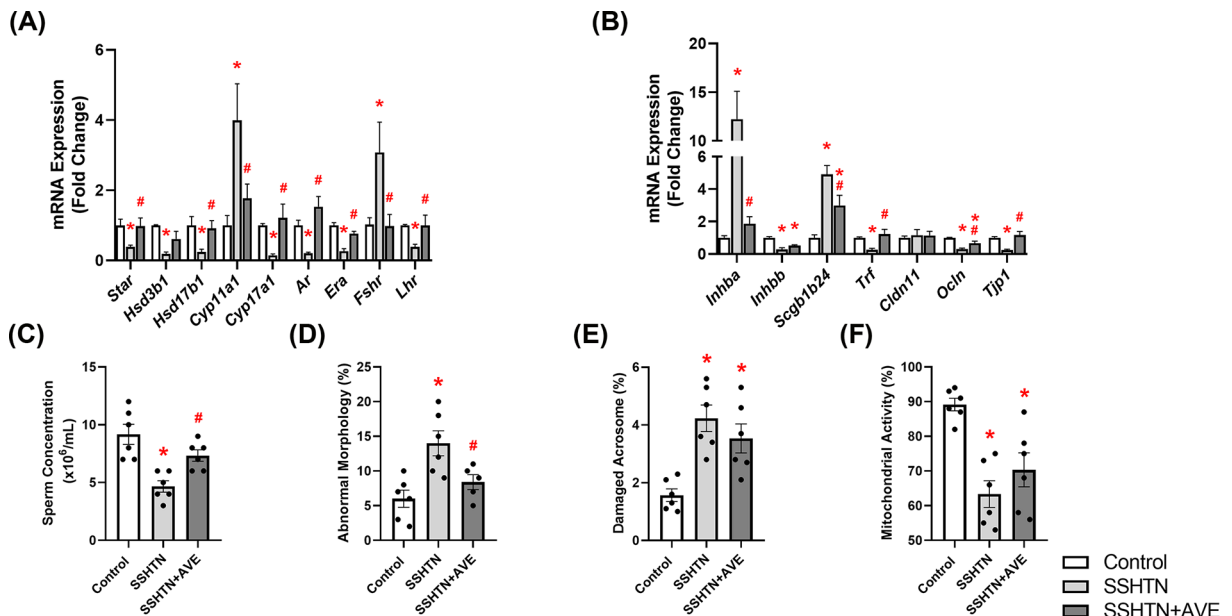 (A)
mRNA Expression
(Fold Change)
6
4
2
0
*
#
*
*
#
*
#
*
#
*
#
*
#
*
#
*
#
Star
Hsd3b1
Hsd17b1
Cyp11a1
Cyp17a1
Ar
Era
Fshr
Lhr
(B)
mRNA Expression
(Fold Change)
20
15
10
6
4
2
0
*
#
*
*
*
*
#
*
#
*
*
#
*
#
Inhba
Inhbb
Scgb1b24
Trf
Cldn11
Ocln
Tjp1
(C)
Sperm Concentration
(x10⁶/mL)
15
10
5
0
*
#
Control
SSHTN
SSHTN+AVE
(D)
Abnormal Morphology (%)
25
20
15
10
5
0
*
#
Control
SSHTN
SSHTN+AVE
(E)
Damaged Acrosome (%)
6
4
2
0
*
*
Control
SSHTN
SSHTN+AVE
(F)
Mitochondrial Activity (%)
100
90
80
70
60
50
*
*
Control
SSHTN
SSHTN+AVE
Control
SSHTN
SSHTN+AVE